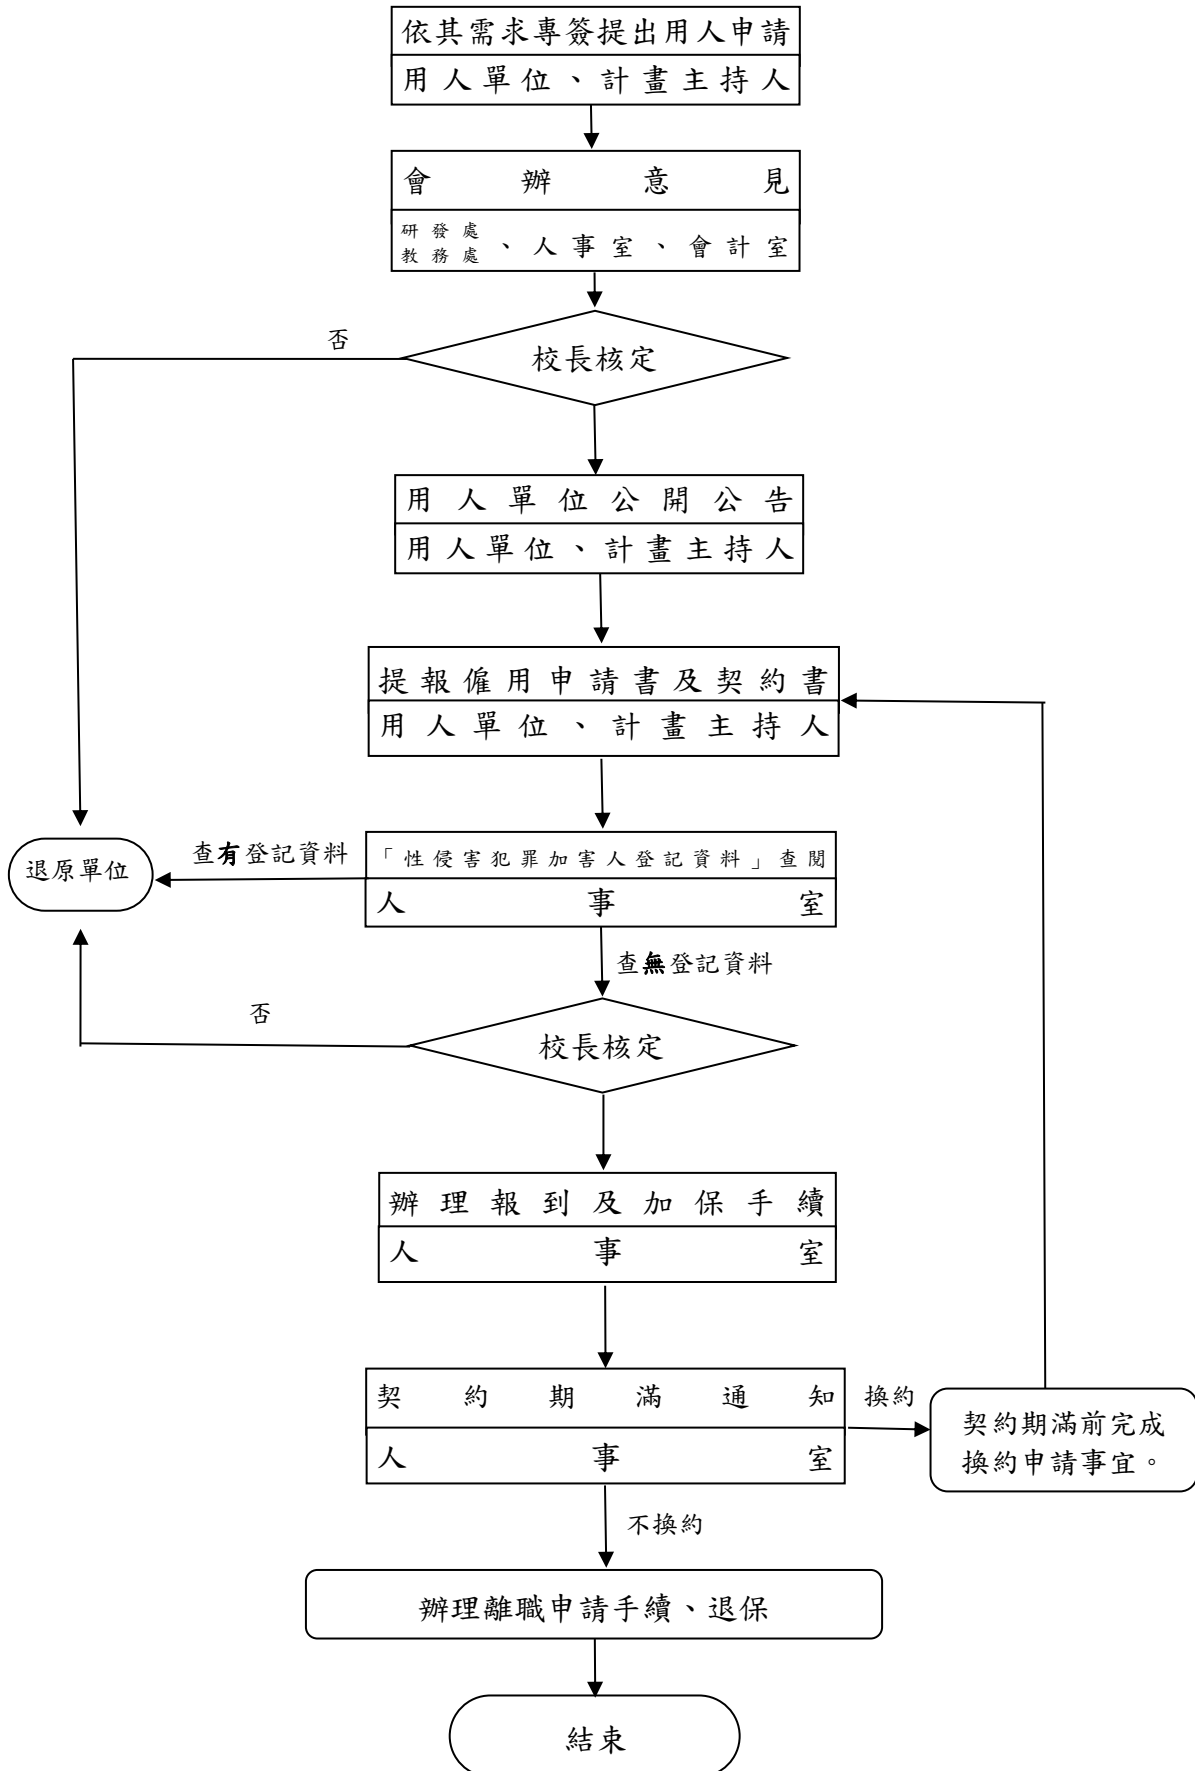 依其需求專簽提出用人申請
用人單位、計畫主持人
會辦意見
研發處
教務處、人事室、會計室
否
校長核定
用人單位公開公告
用人單位、計畫主持人
提報僱用申請書及契約書
用人單位、計畫主持人
退原單位
查有登記資料
「性侵害犯罪加害人登記資料」查閱
人事室
查無登記資料
否
校長核定
辦理報到及加保手續
人事室
契約期滿通知
人事室
換約
契約期滿前完成
換約申請事宜。
不換約
辦理離職申請手續、退保
結束